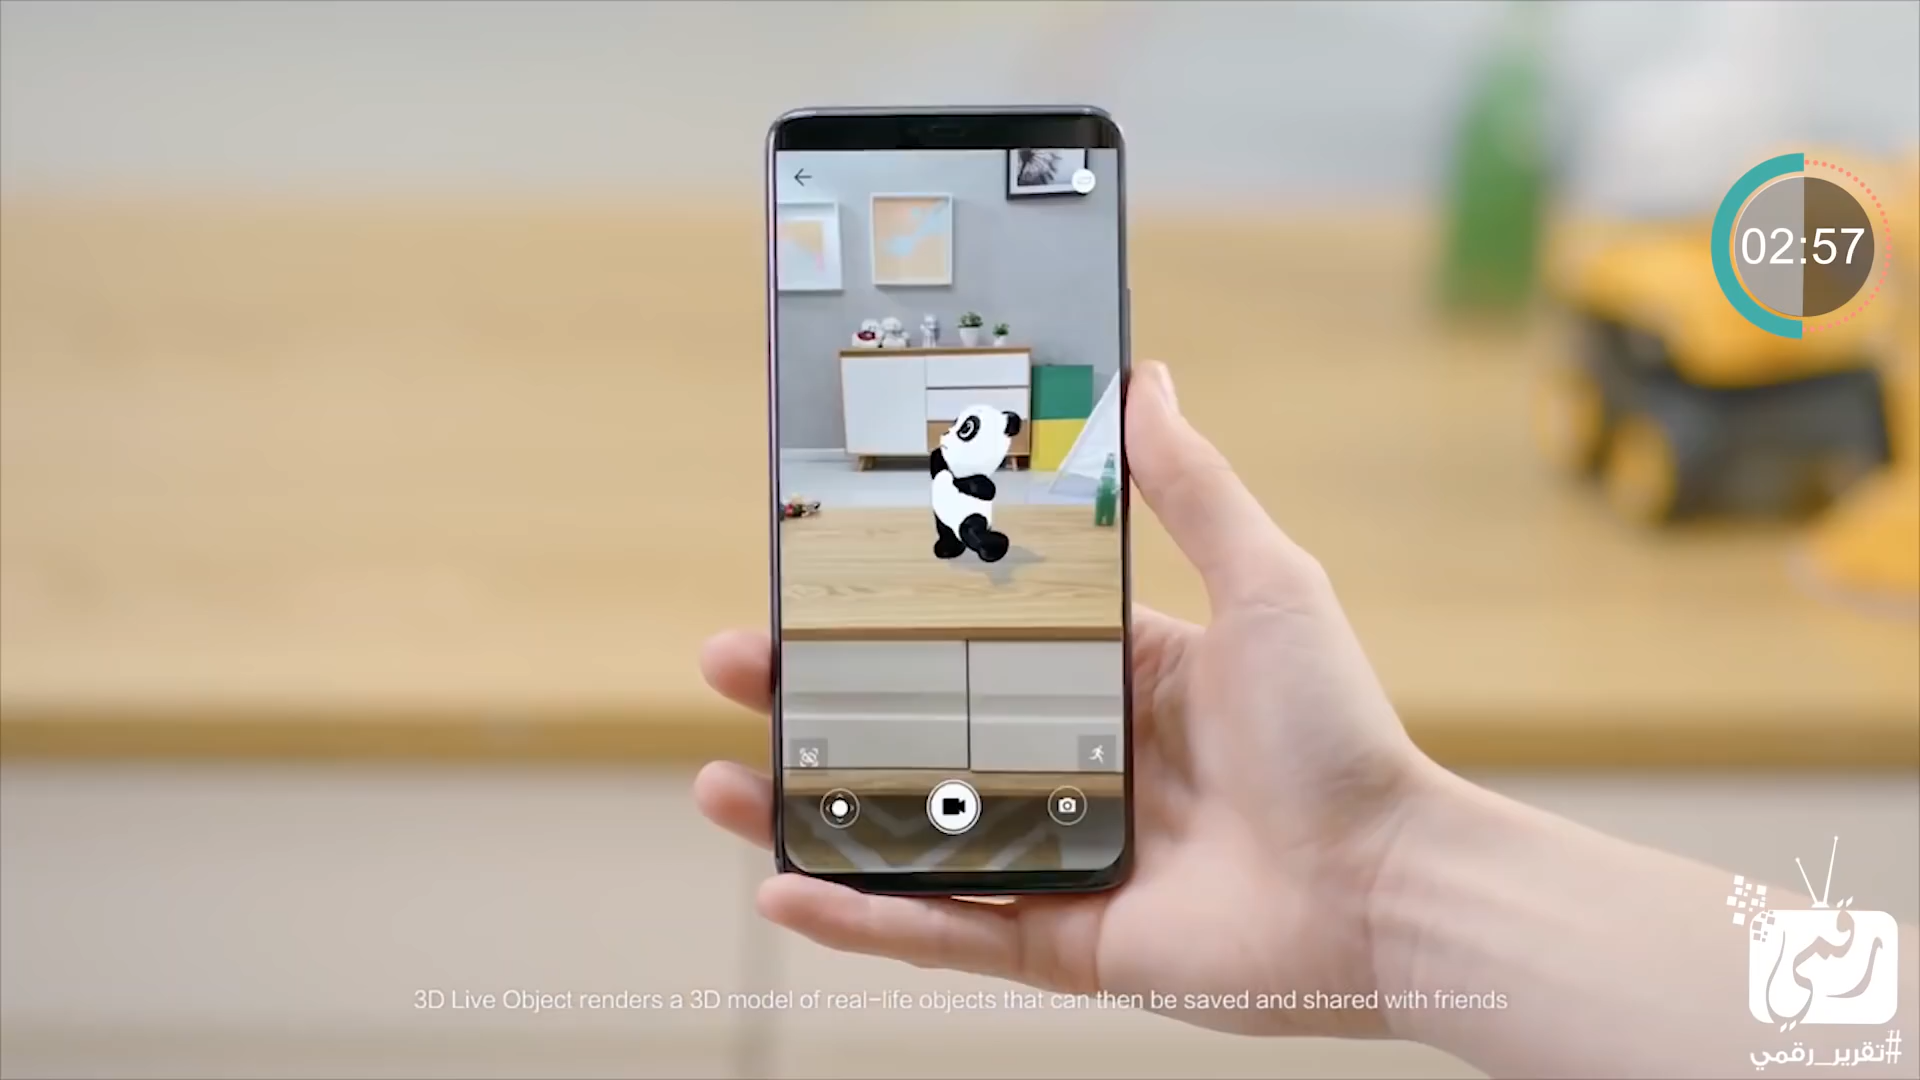 02:57
3D Live Object renders a 3D model of real-life objects that can then be saved and shared with friends
رقمي
#تقرير_رقمي